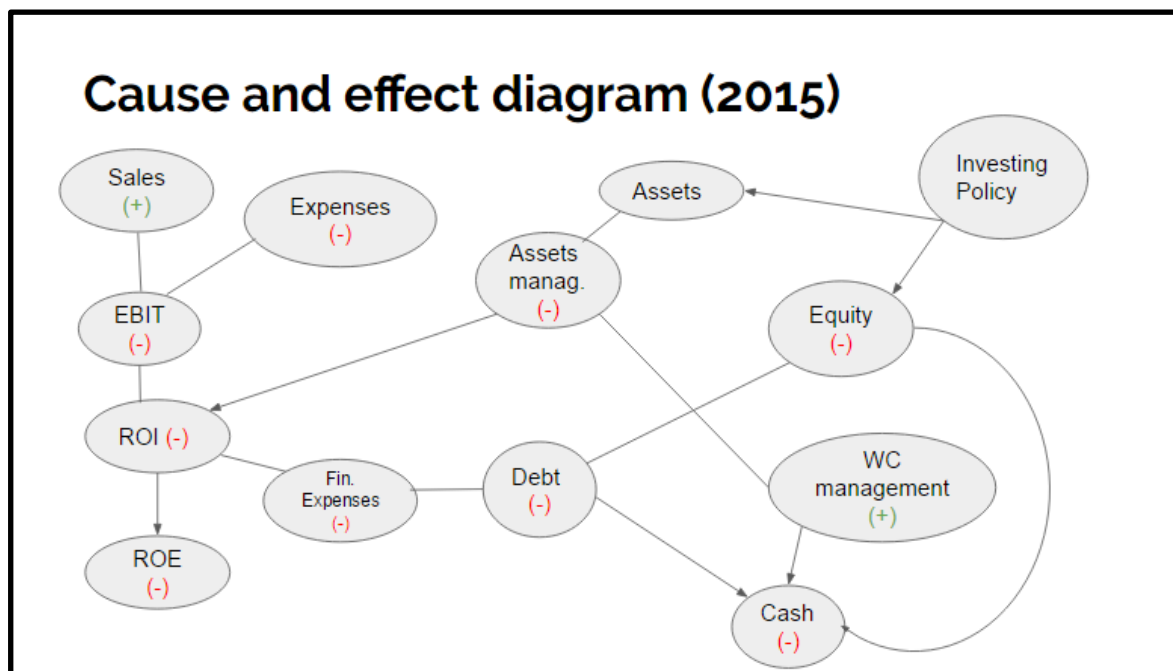 Cause and effect diagram (2015)
Sales
(+)
Expenses
(-)
Assets
Investing
Policy
Assets
manag.
(-)
EBIT
(-)
Equity
(-)
ROI (-)
Fin.
Expenses
(-)
Debt
(-)
WC
management
(+)
ROE
(-)
Cash
(-)